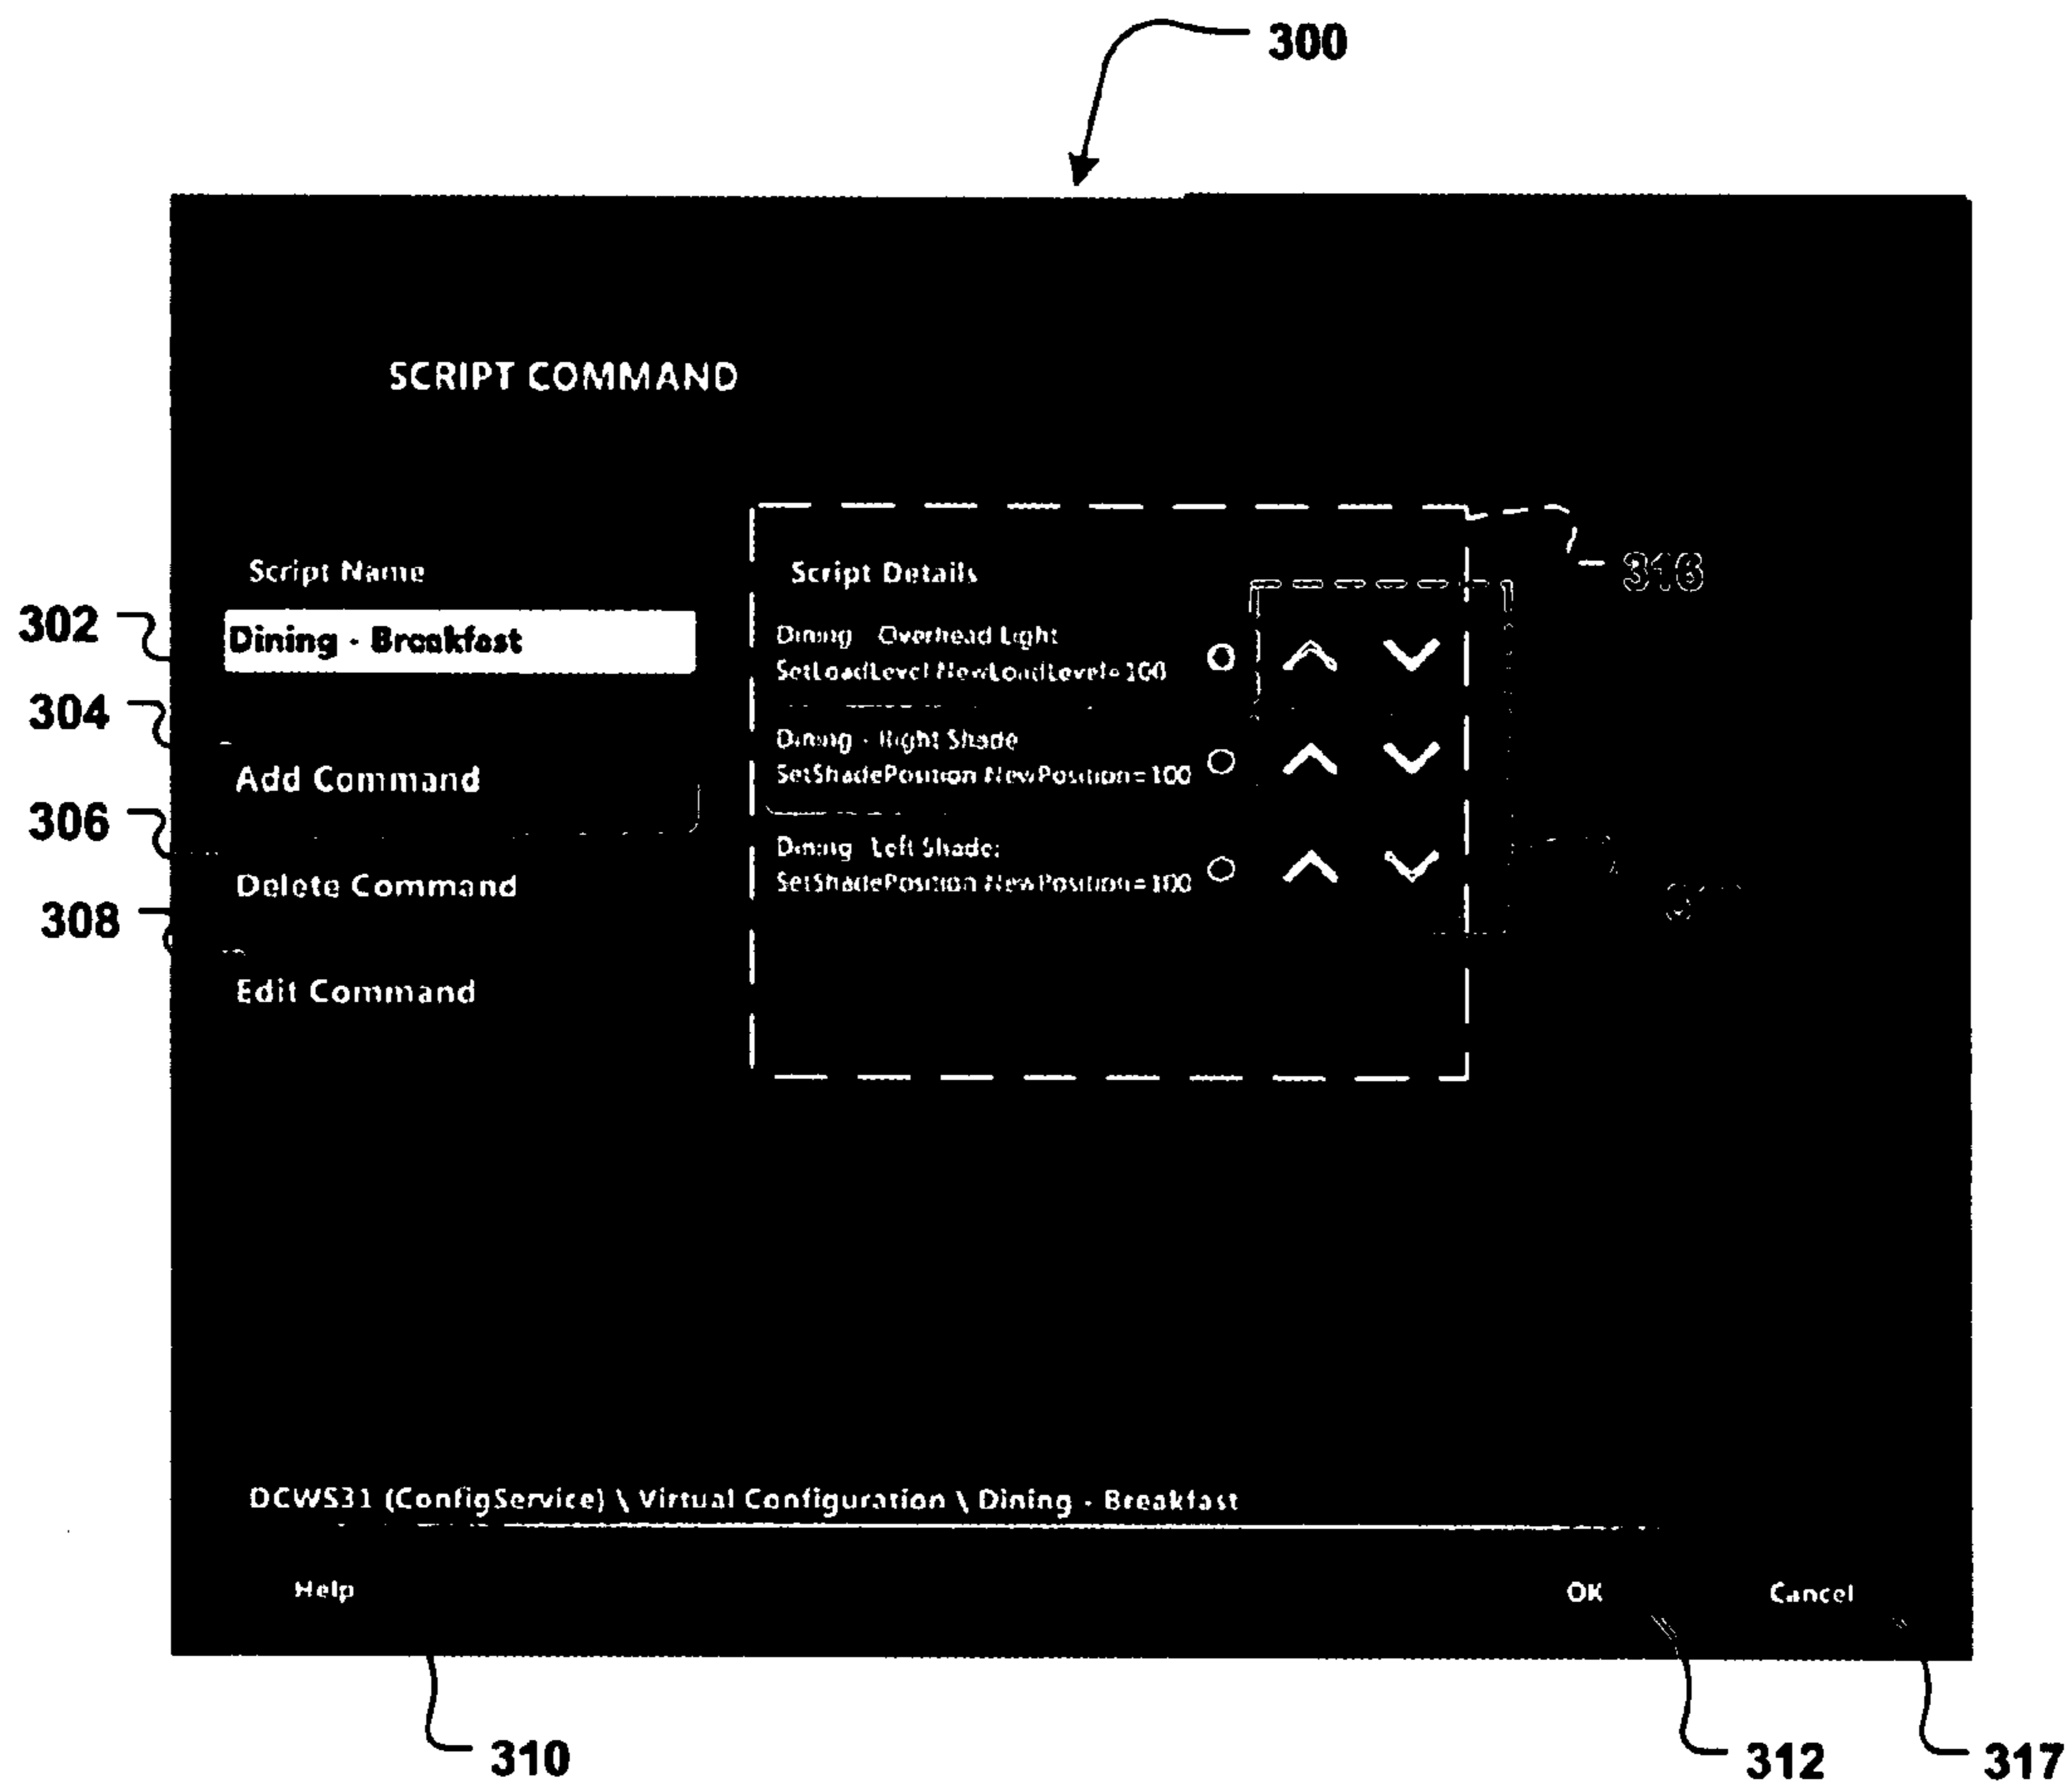 300
SCRIPT COMMAND
Script Name
Dining - Breakfast
Add Command
Delete Command
Edit Command
302
304
306
308
Script Details
Dining - Overhead Light
SetLoadLevel NewLoadLevel=100
Dining - Right Shade
SetShadePosition NewPosition=100
Dining Left Shade:
SetShadePosition NewPosition=100
DCWS31 (ConfigService) \ Virtual Configuration \ Dining - Breakfast
Help
OK
Cancel
310
312
317